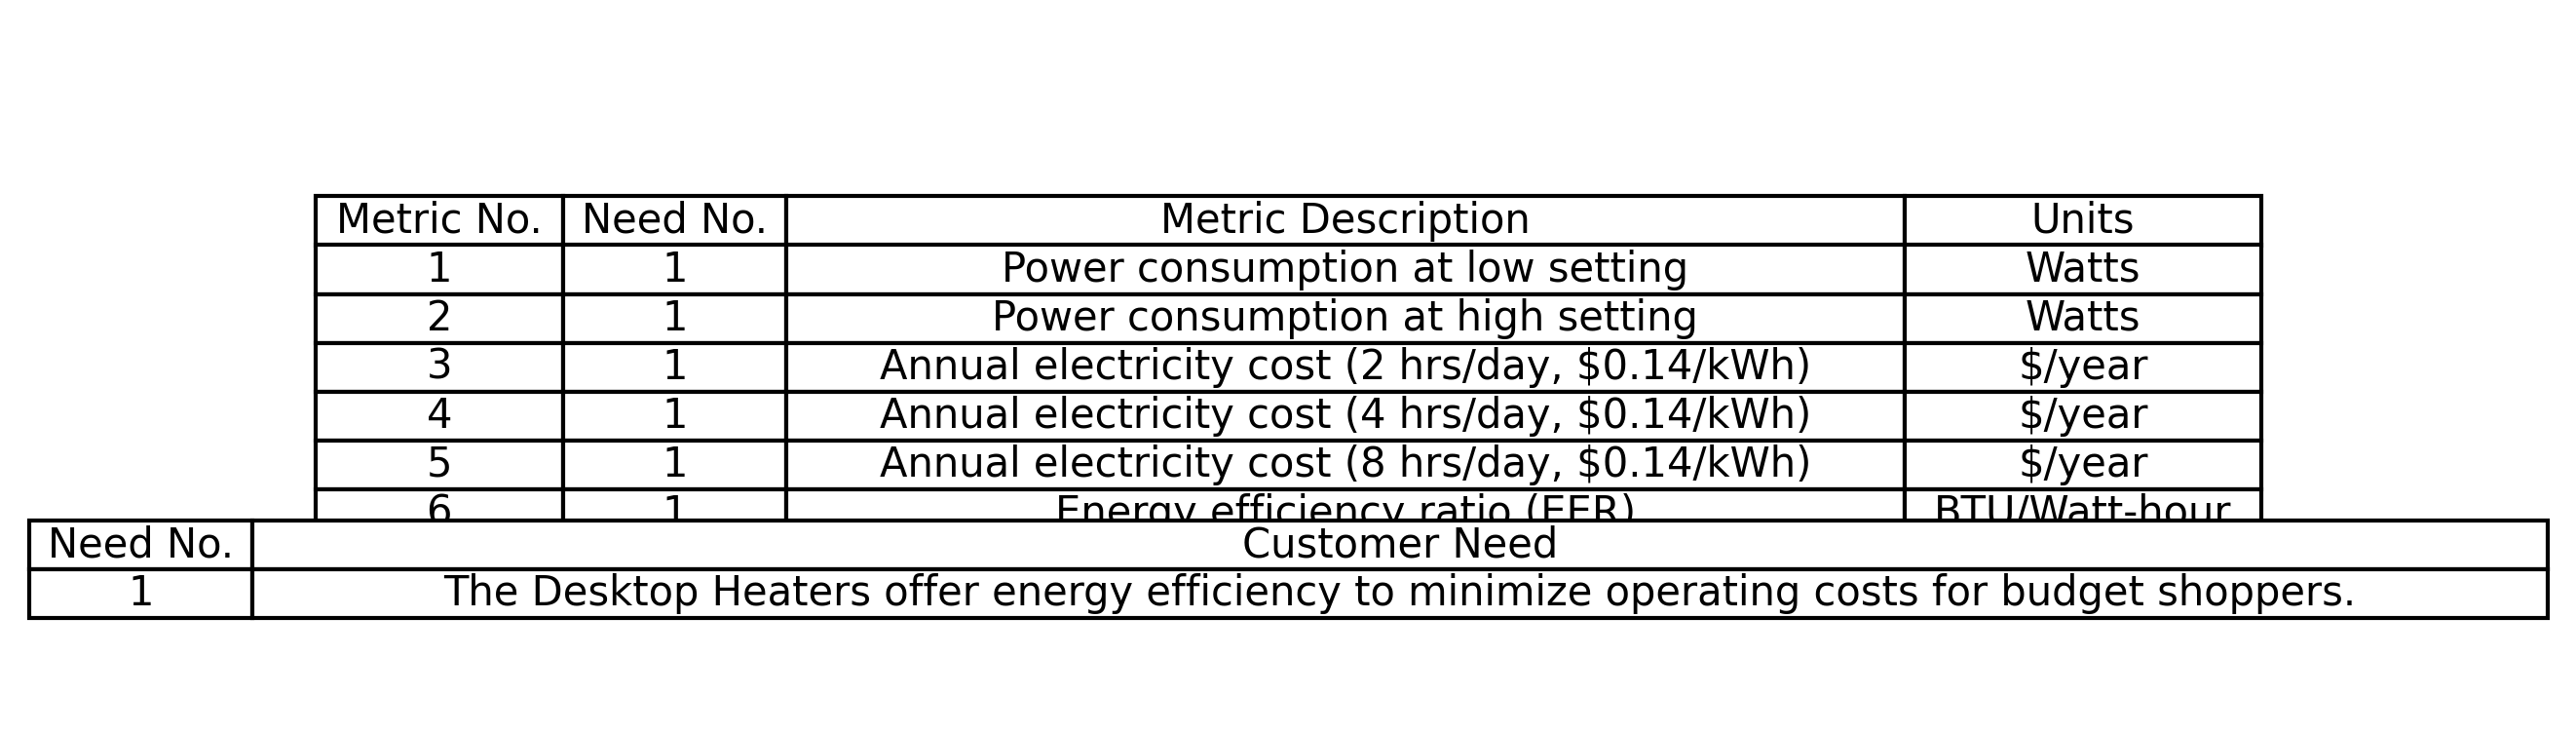 Metric No. Need No. Metric Description Units
1 1 Power consumption at low setting Watts
2 1 Power consumption at high setting Watts
3 1 Annual electricity cost (2 hrs/day, $0.14/kWh) $/year
4 1 Annual electricity cost (4 hrs/day, $0.14/kWh) $/year
5 1 Annual electricity cost (8 hrs/day, $0.14/kWh) $/year
6 1 Energy efficiency ratio (EER) BTU/Watt-hour
Need No. Customer Need
1 The Desktop Heaters offer energy efficiency to minimize operating costs for budget shoppers.